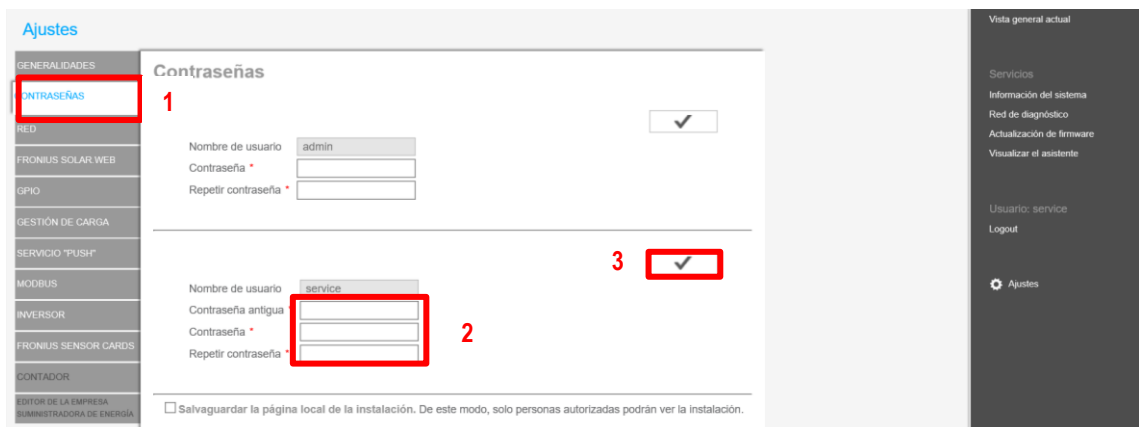 Ajustes
GENERALIDADES
CONTRASEÑAS
RED
FRONIUS SOLAR.WEB
GPIO
GESTIÓN DE CARGA
SERVICIO "PUSH"
MODBUS
INVERSOR
FRONIUS SENSOR CARDS
CONTADOR
EDITOR DE LA EMPRESA
SUMINISTRADORA DE ENERGÍA
1
Contraseñas
Nombre de usuario admin
Contraseña *
Repetir contraseña *
3
Nombre de usuario service
Contraseña antigua *
Contraseña *
Repetir contraseña *
2
Salvaguardar la página local de la instalación. De este modo, solo personas autorizadas podrán ver la instalación.
Vista general actual
Servicios
Información del sistema
Red de diagnóstico
Actualización de firmware
Visualizar el asistente
Usuario: service
Logout
Ajustes